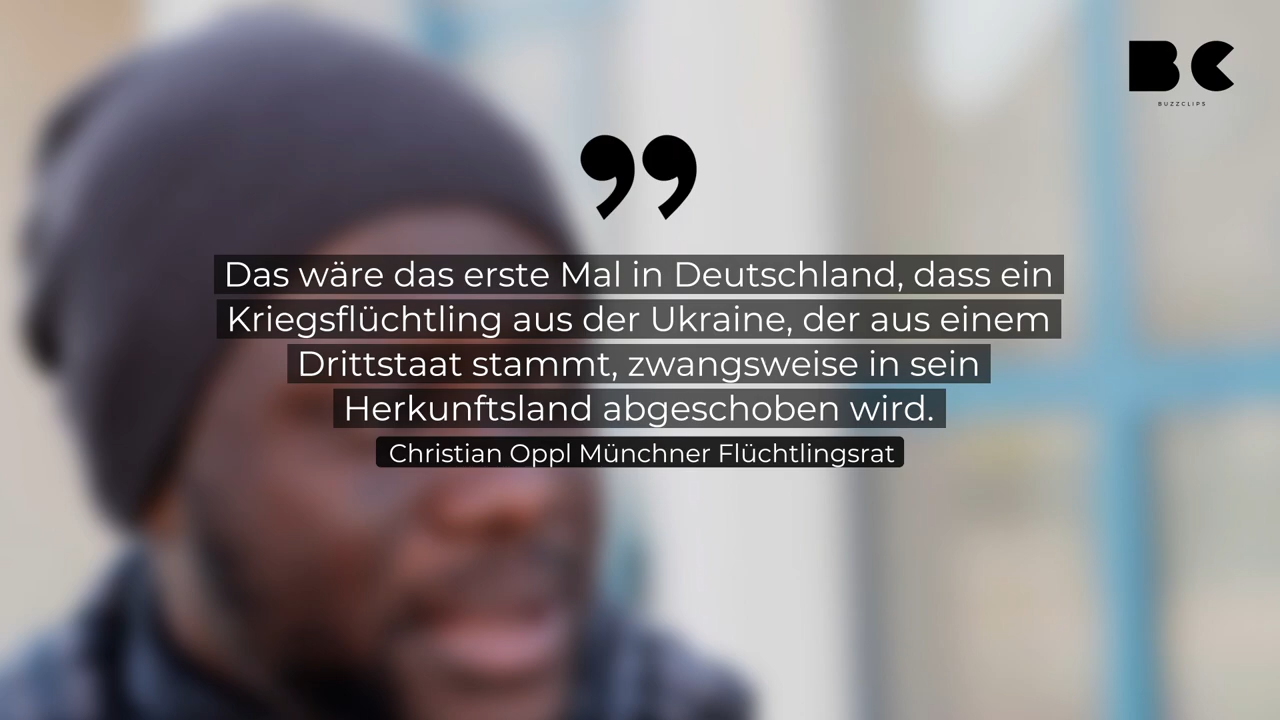 BC
BUZZCLIPS
”
Das wäre das erste Mal in Deutschland, dass ein
Kriegsflüchtling aus der Ukraine, der aus einem
Drittstaat stammt, zwangsweise in sein
Herkunftsland abgeschoben wird.
Christian Oppl Münchner Flüchtlingsrat